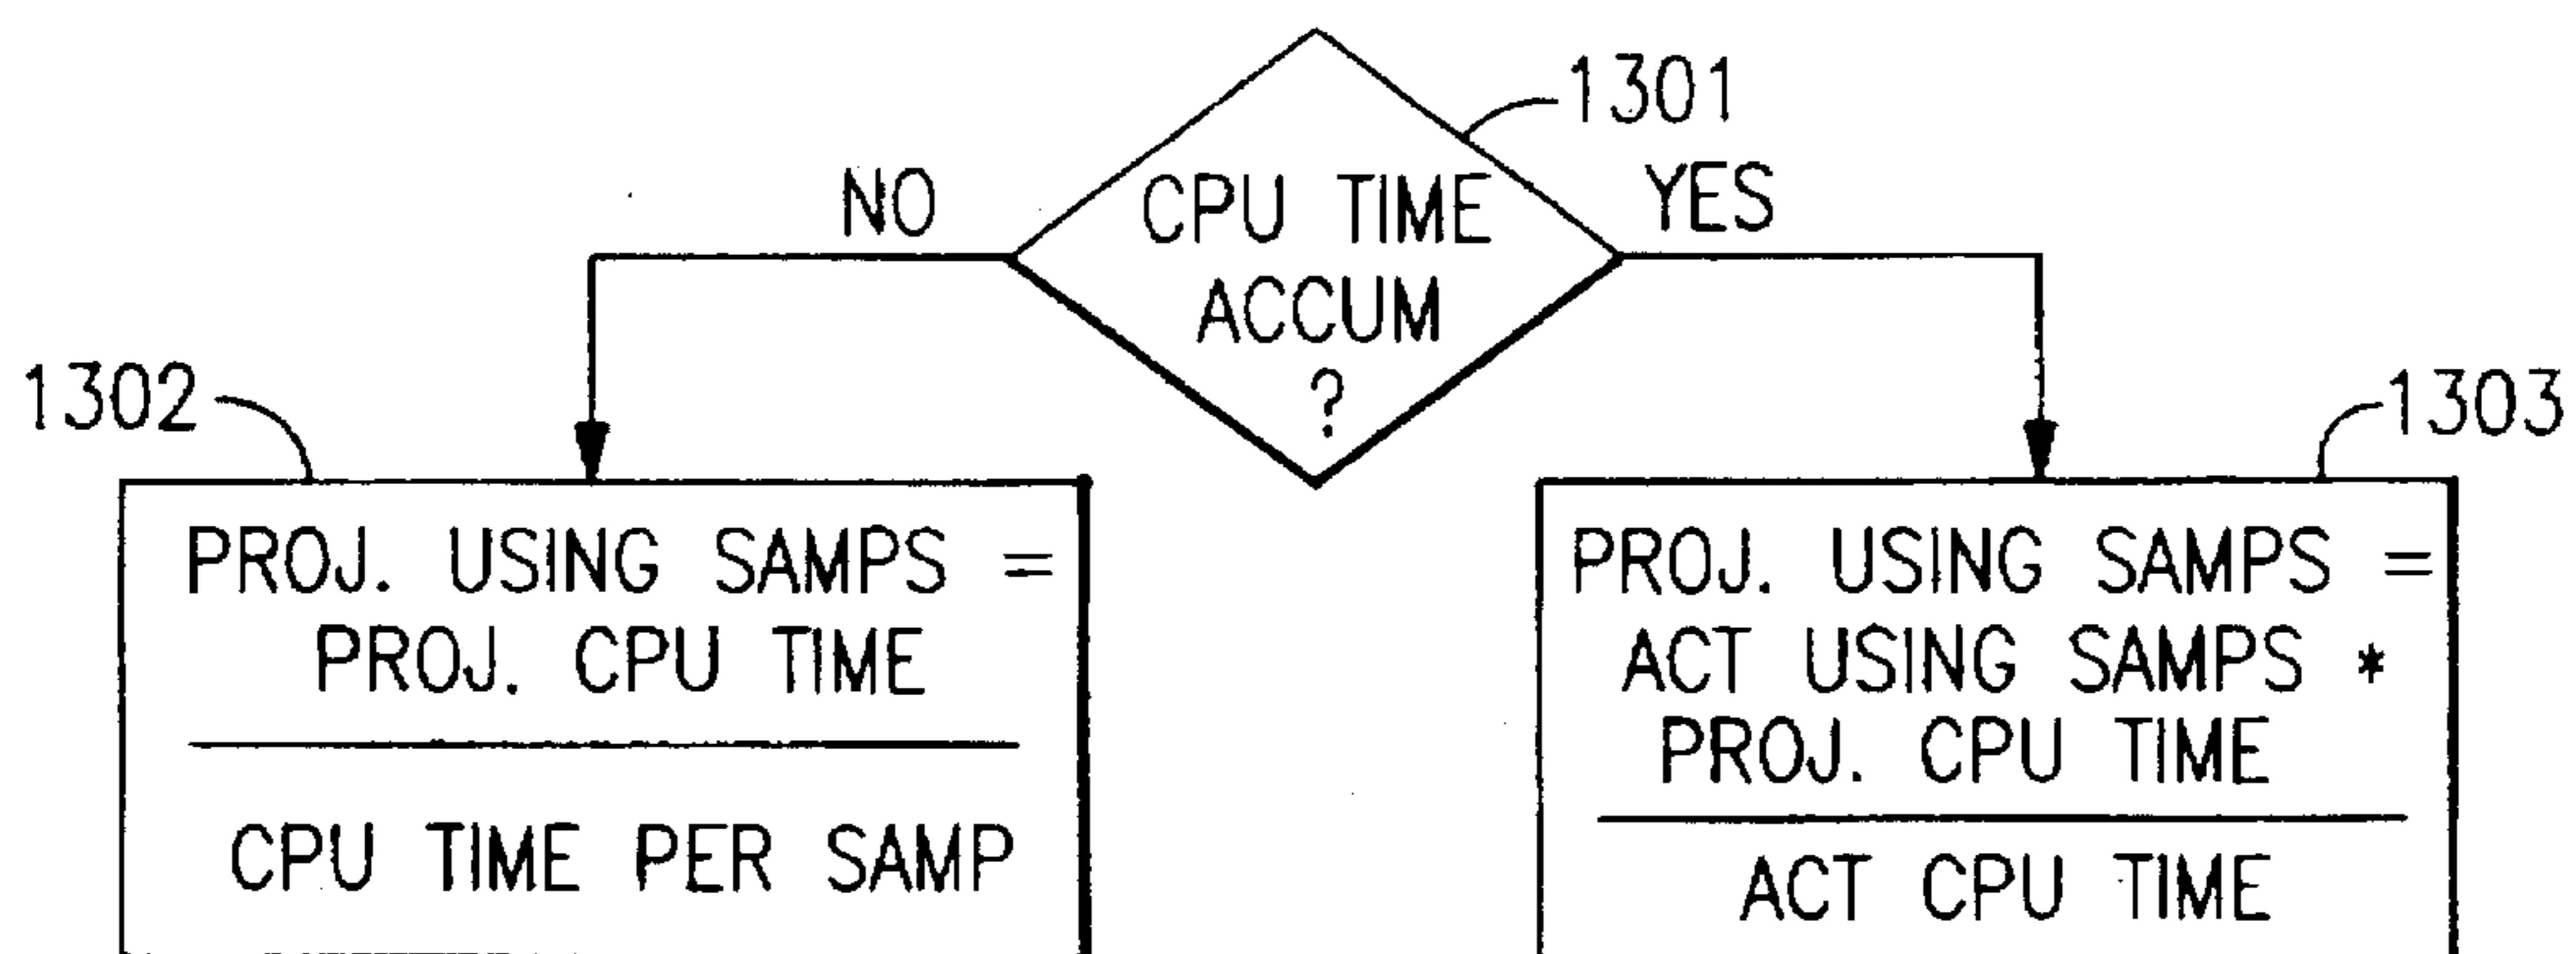 1301
NO
CPU TIME
YES
ACCUM
?
1302
1303
PROJ. USING SAMPS =
PROJ. CPU TIME
CPU TIME PER SAMP
PROJ. USING SAMPS =
ACT USING SAMPS *
PROJ. CPU TIME
ACT CPU TIME